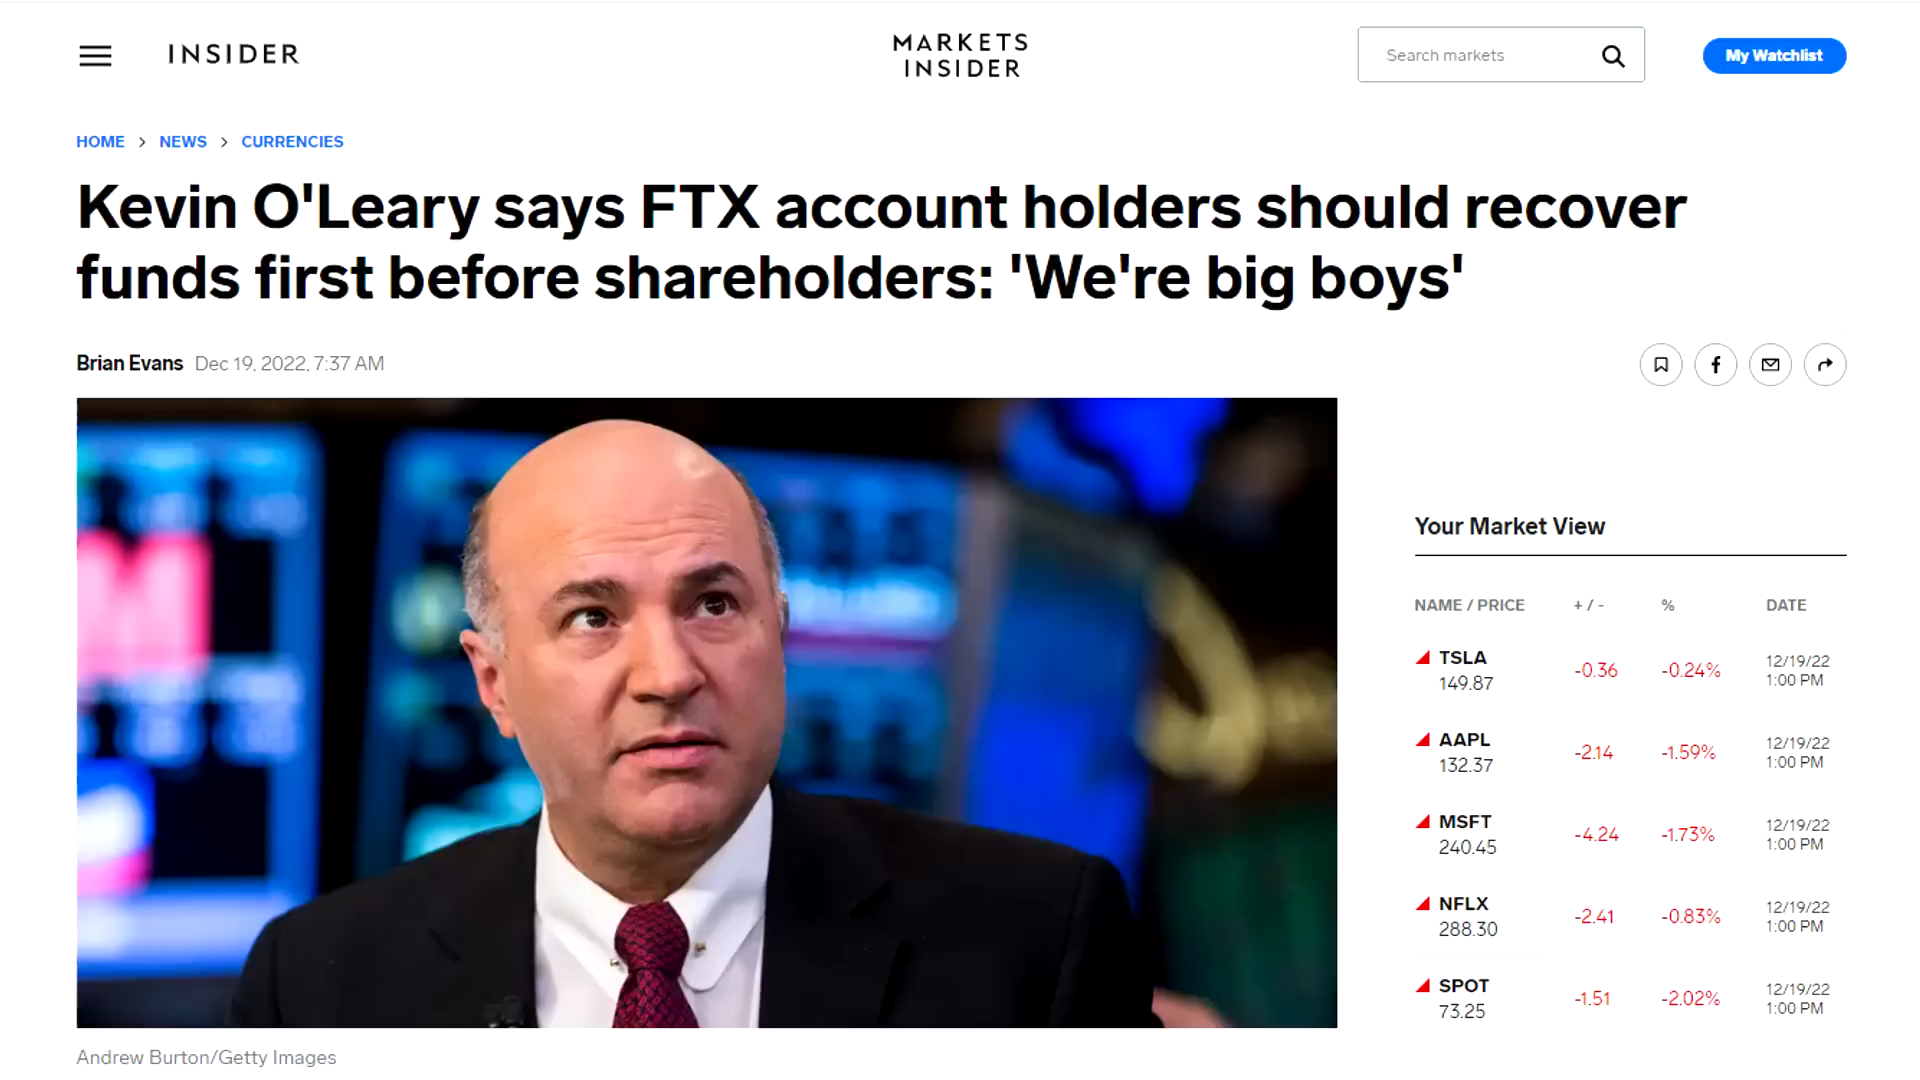 INSIDER
MARKETS
INSIDER
Search markets
My Watchlist
HOME > NEWS > CURRENCIES
Kevin O'Leary says FTX account holders should recover
funds first before shareholders: 'We're big boys'
Brian Evans Dec 19, 2022, 7:37 AM
Your Market View
NAME / PRICE + / - % DATE
TSLA
149.87
-0.36 -0.24%
12/19/22
1:00 PM
AAPL
132.37
-2.14 -1.59%
12/19/22
1:00 PM
MSFT
240.45
-4.24 -1.73%
12/19/22
1:00 PM
NFLX
288.30
-2.41 -0.83%
12/19/22
1:00 PM
SPOT
73.25
-1.51 -2.02%
12/19/22
1:00 PM
Andrew Burton/Getty Images